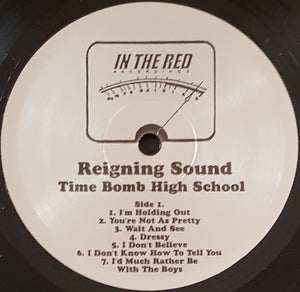 IN THE RED
RECORDINGS
Reigning Sound
Time Bomb High School
Side 1.
1. I'm Holding Out
2. You're Not As Pretty
3. Wait And See
4. Dressy
5. I Don't Believe
6. I Don't Know How To Tell You
7. I'd Much Rather Be
With The Boys